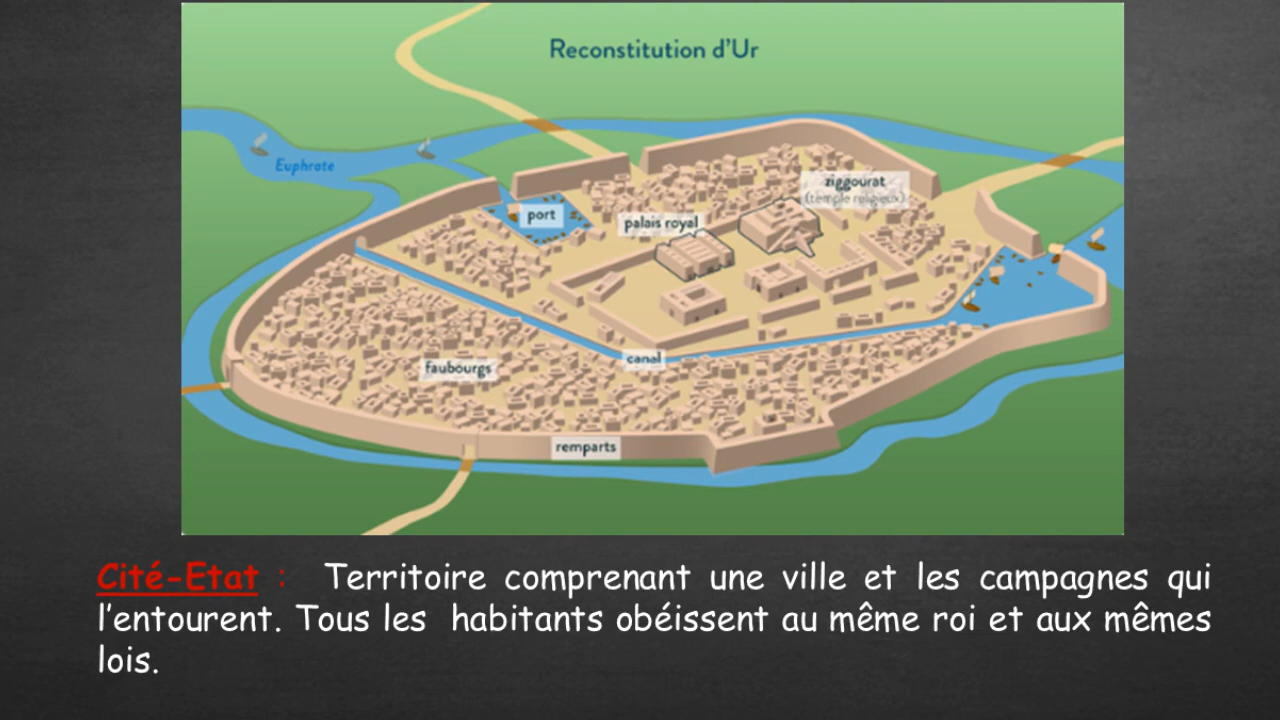 Reconstitution d'Ur
Euphrate
ziggourat
(temple religieux)
port
palais royal
canal
faubourgs
remparts
Cité-Etat : Territoire comprenant une ville et les campagnes qui
l'entourent. Tous les habitants obéissent au même roi et aux mêmes
lois.